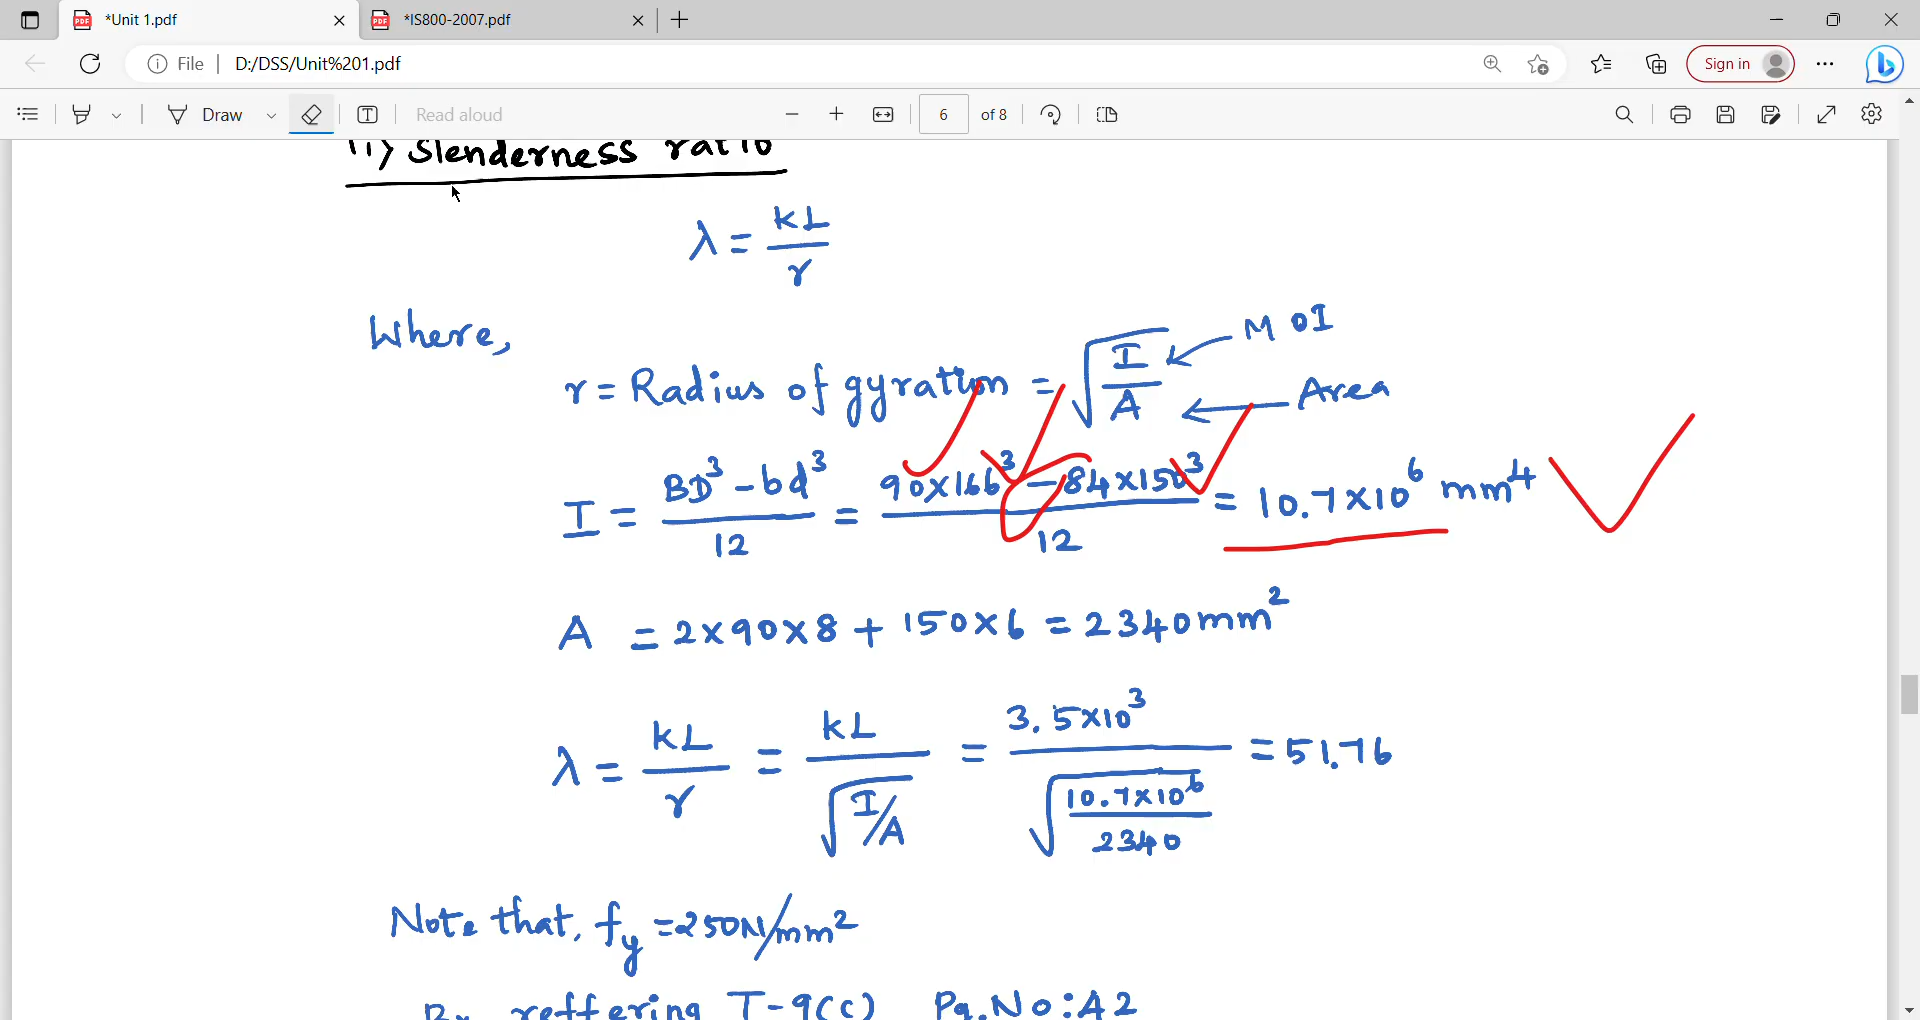 *Unit 1.pdf *IS800-2007.pdf
File D:/DSS/Unit%201.pdf Sign in
Draw Read aloud 6 of 8
ii) Slenderness ratio
λ = kL/r
Where,
r = Radius of gyration = √(I/A) ← MOI
← Area
I = (BD³ - bd³)/12 = (90x166³ - 84x150³)/12 = 10.7x10⁶ mm⁴
A = 2x90x8 + 150x6 = 2340mm²
λ = kL/r = kL/√(I/A) = 3.5x10³/√(10.7x10⁶/2340) = 51.76
Note that, fy = 250N/mm²
By reffering T-9(c) Pg.No:42